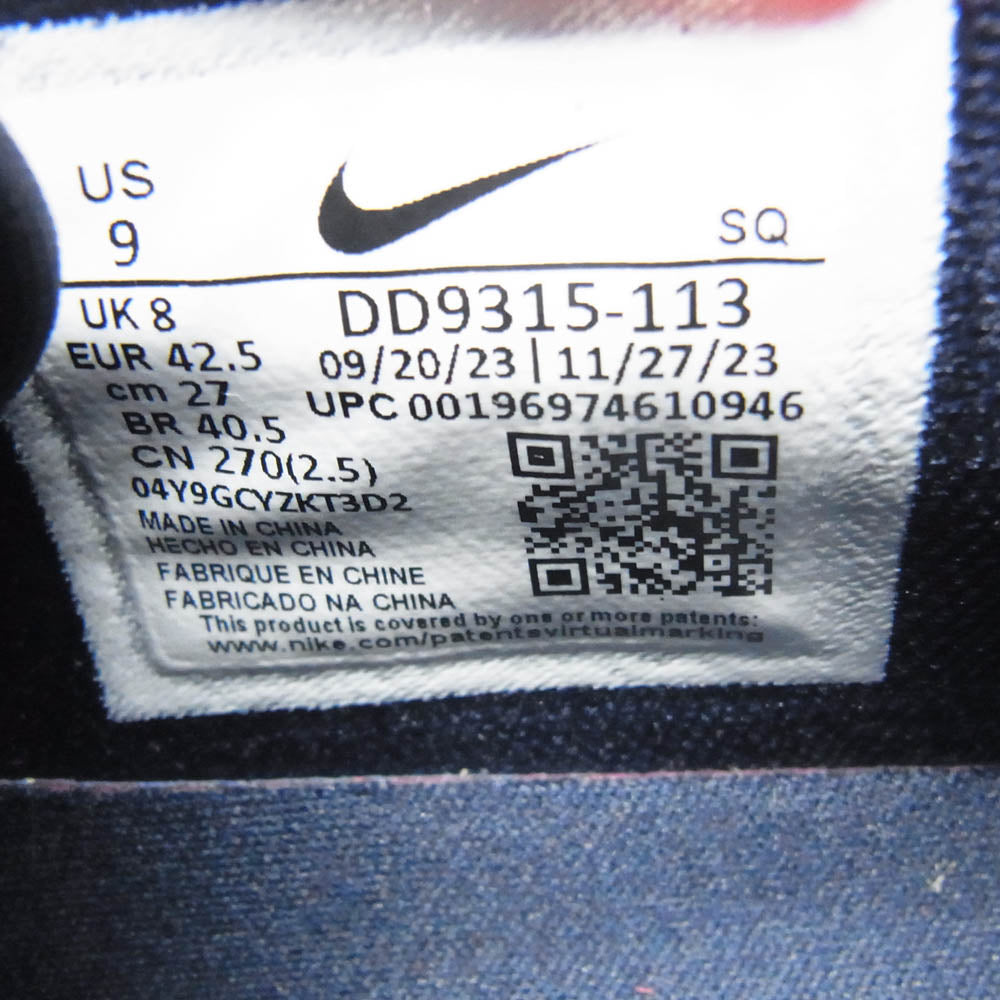 US
9
SQ
UK 8
DD9315-113
EUR 42.5
09/20/23 | 11/27/23
cm 27
UPC 00196974610946
BR 40.5
CN 270(2.5)
04Y9GCYZKT3D2
MADE IN CHINA
HECHO EN CHINA
FABRIQUE EN CHINE
FABRICADO NA CHINA
This product is covered by one or more patents:
www.nike.com/patentsvirtualmarking